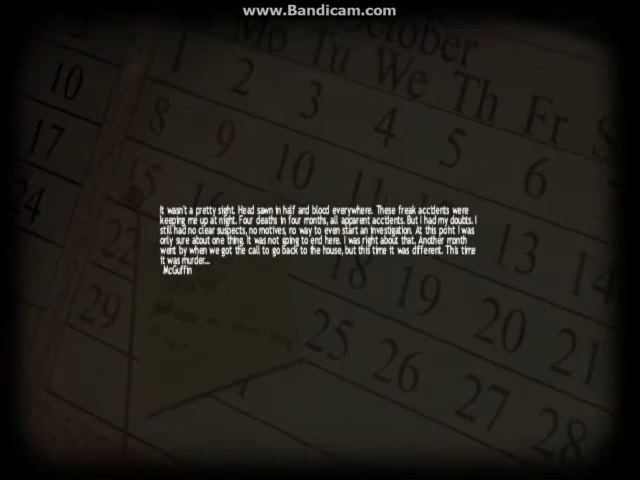 www.Bandicam.com
October
Mo Tu We Th Fr S
1 2 3 4 5 6
10 8 9 10 11 13 14
17 15 18 19 20 21
24 22 25 26 27 28
29
It wasn't a pretty sight. Head sawn in half and blood everywhere. These freak accidents were
keeping me up at night. Four deaths in four months, all apparent accidents. But I had my doubts. I
still had no clear suspects, no motives, no way to even start an investigation. At this point I was
only sure about one thing. It was not going to end here. I was right about that. Another month
went by when we got the call to go back to the house, but this time it was different. This time
it was murder...
McGuffin